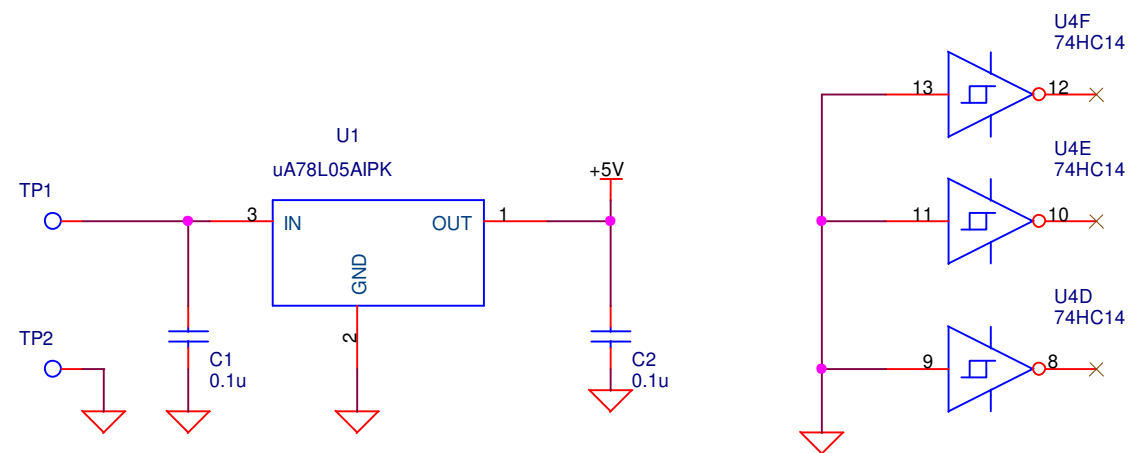 U1
uA78L05AIPK
TP1
3
IN
OUT
1
GND
2
+5V
TP2
C1
0.1u
C2
0.1u
U4F
74HC14
13
12
U4E
74HC14
11
10
U4D
74HC14
9
8